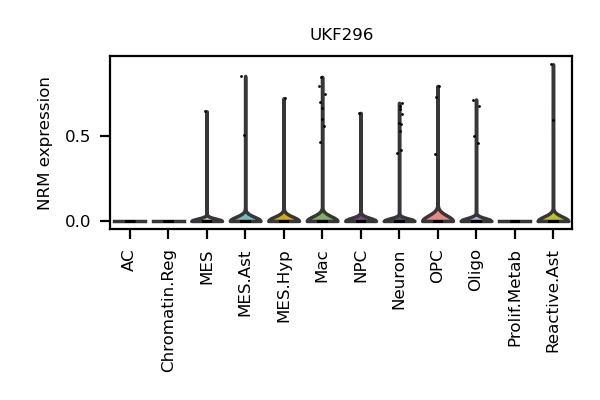 UKF296
NRM expression
0.5
0.0
AC
Chromatin.Reg
MES
MES.Ast
MES.Hyp
Mac
NPC
Neuron
OPC
Oligo
Prolif.Metab
Reactive.Ast